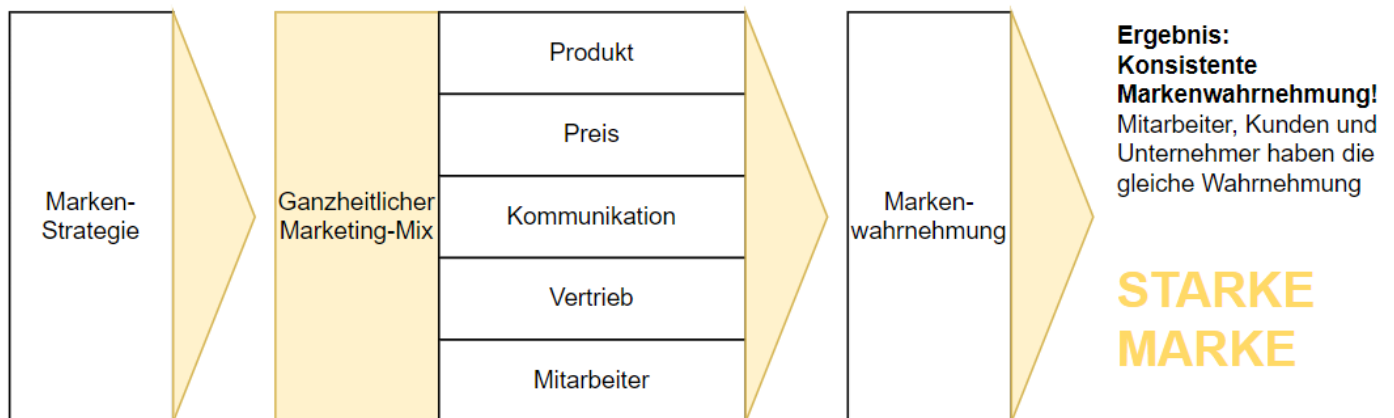 Marken-
Strategie
Ganzheitlicher
Marketing-Mix
Produkt
Preis
Kommunikation
Vertrieb
Mitarbeiter
Marken-
wahrnehmung
Ergebnis:
Konsistente
Markenwahrnehmung!
Mitarbeiter, Kunden und
Unternehmer haben die
gleiche Wahrnehmung
STARKE
MARKE